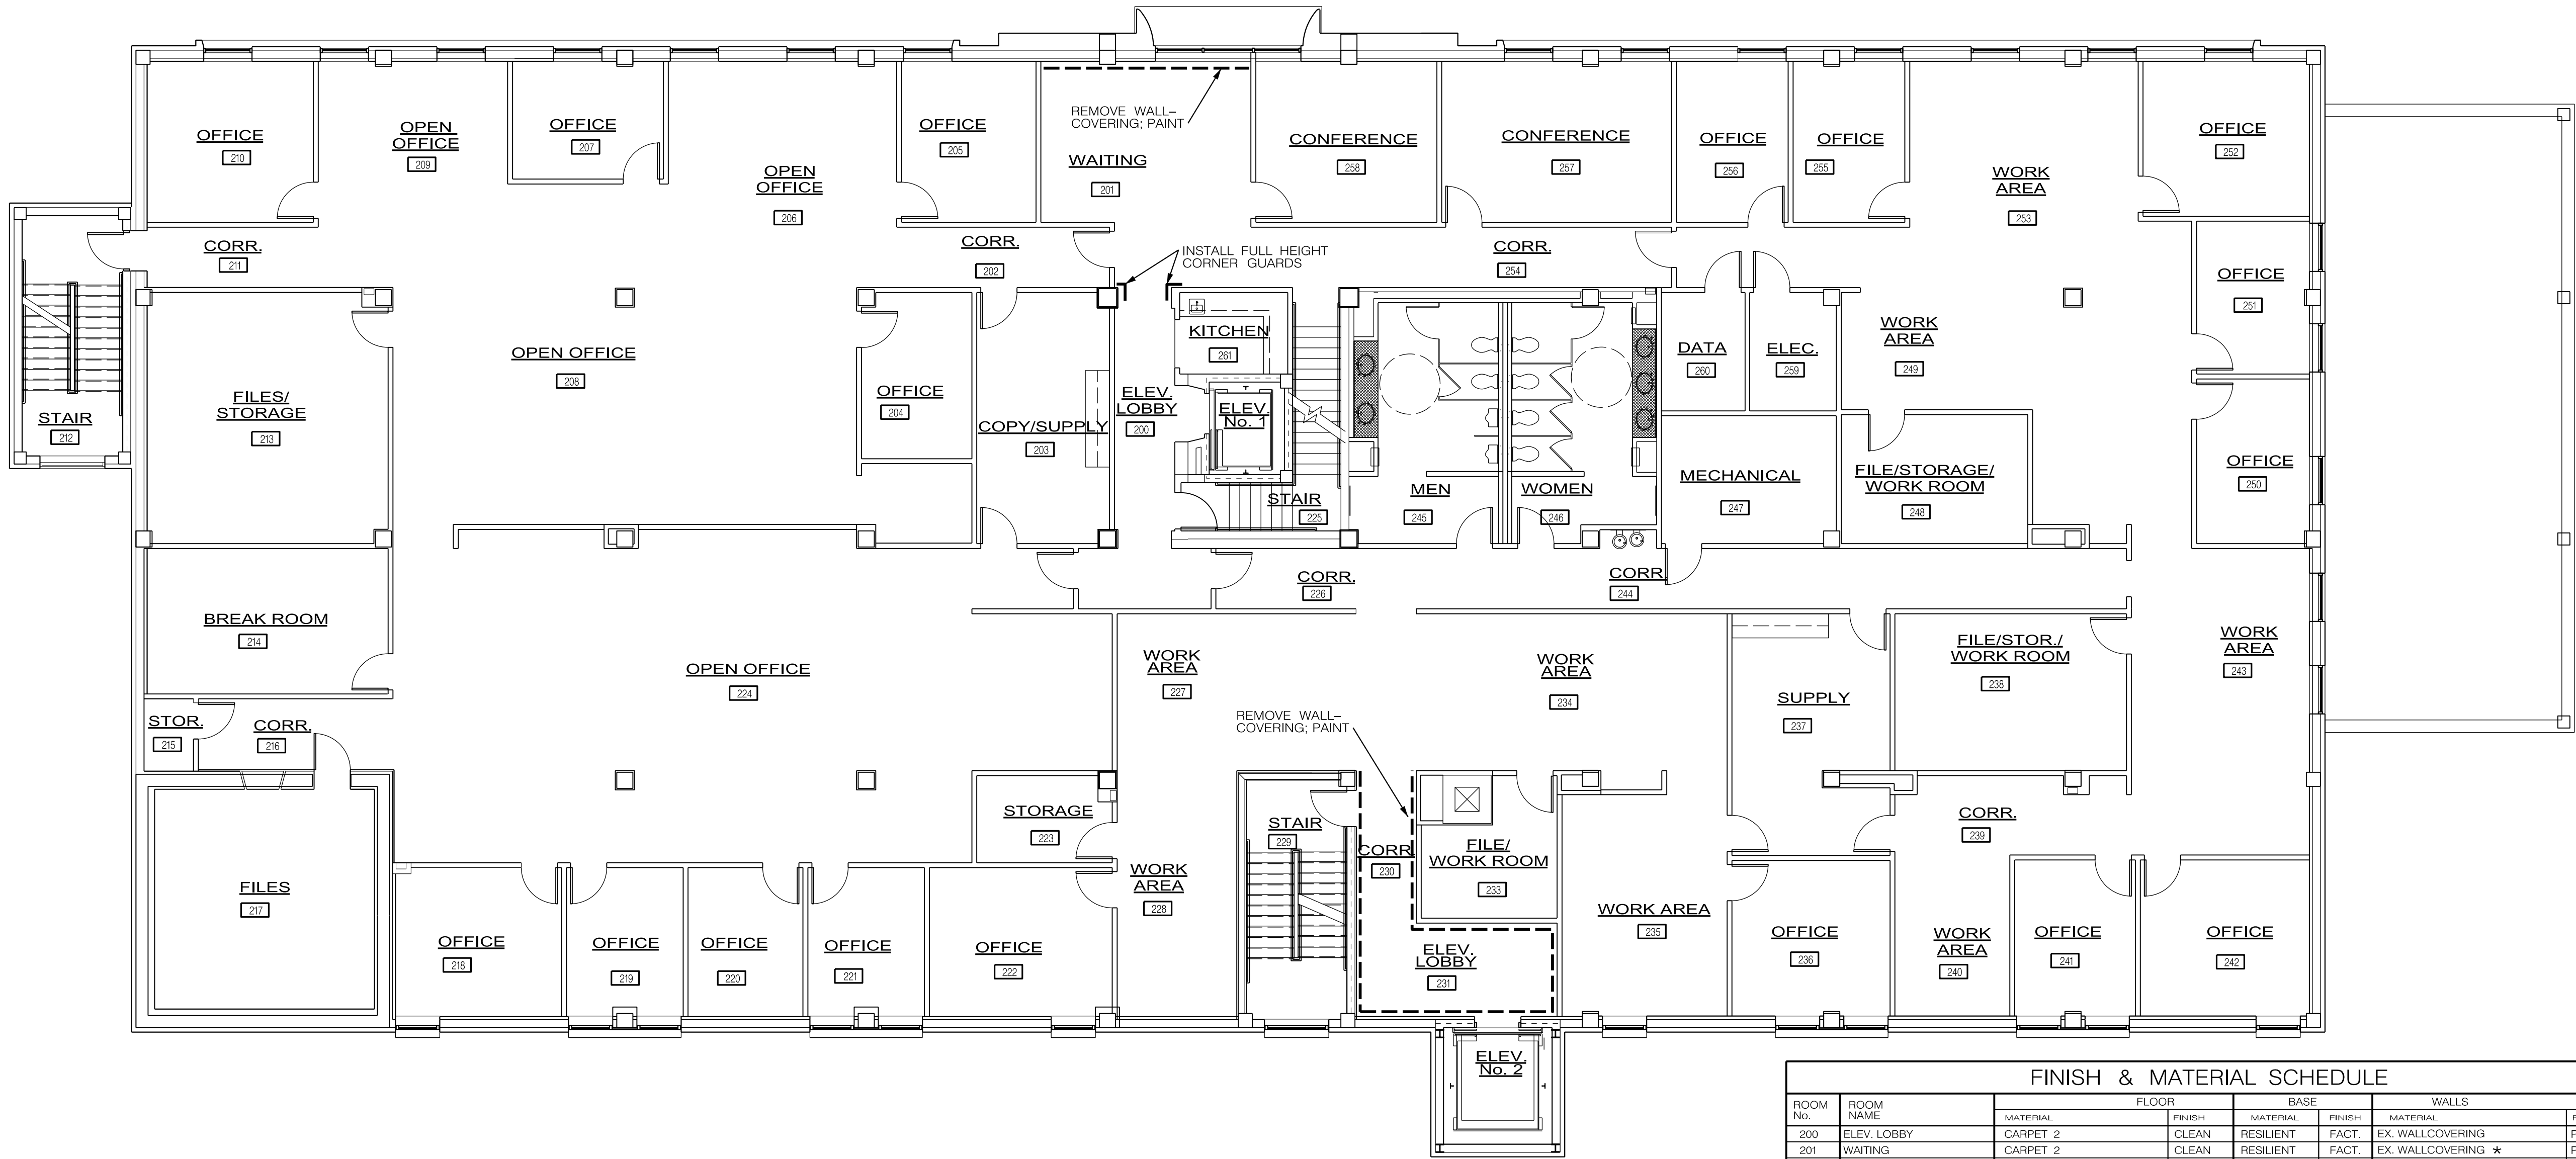 REMOVE WALL-
COVERING; PAINT
OFFICE
210
OPEN
OFFICE
209
OFFICE
207
OPEN
OFFICE
206
OFFICE
205
WAITING
201
CONFERENCE
258
CONFERENCE
257
OFFICE
256
OFFICE
255
WORK
AREA
253
OFFICE
252
CORR.
211
CORR.
202
INSTALL FULL HEIGHT
CORNER GUARDS
CORR.
254
OFFICE
251
STAIR
212
FILES/
STORAGE
213
OPEN OFFICE
208
OFFICE
204
COPY/SUPPLY
203
ELEV.
LOBBY
200
KITCHEN
261
ELEV.
No. 1
STAIR
225
MEN
245
WOMEN
246
DATA
260
ELEC.
259
WORK
AREA
249
MECHANICAL
247
FILE/STORAGE/
WORK ROOM
248
OFFICE
250
CORR.
226
CORR.
244
BREAK ROOM
214
OPEN OFFICE
224
WORK
AREA
227
WORK
AREA
234
SUPPLY
237
FILE/STOR./
WORK ROOM
238
WORK
AREA
243
STOR.
215
CORR.
216
REMOVE WALL-
COVERING; PAINT
STORAGE
223
STAIR
229
CORR.
230
FILE/
WORK ROOM
233
CORR.
239
FILES
217
WORK
AREA
228
WORK AREA
235
OFFICE
218
OFFICE
219
OFFICE
220
OFFICE
221
OFFICE
222
ELEV.
LOBBY
231
OFFICE
236
WORK
AREA
240
OFFICE
241
OFFICE
242
ELEV.
No. 2
FINISH & MATERIAL SCHEDULE
ROOM No. ROOM NAME FLOOR BASE WALLS
MATERIAL FINISH MATERIAL FINISH MATERIAL
200 ELEV. LOBBY CARPET 2 CLEAN RESILIENT FACT. EX. WALLCOVERING
201 WAITING CARPET 2 CLEAN RESILIENT FACT. EX. WALLCOVERING *